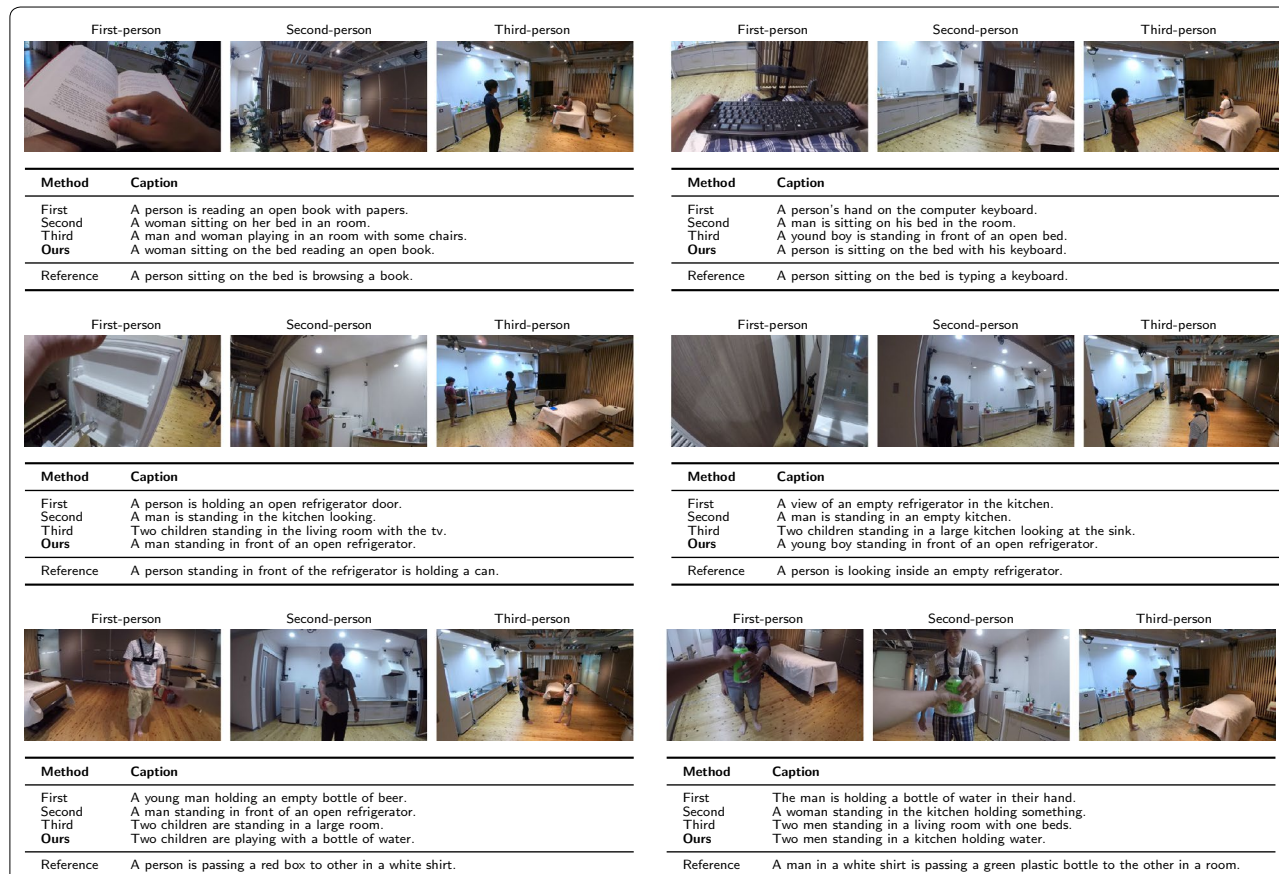 First-person Second-person Third-person
Method Caption
First A person is reading an open book with papers.
Second A woman sitting on her bed in an room.
Third A man and woman playing in an room with some chairs.
Ours A woman sitting on the bed reading an open book.
Reference A person sitting on the bed is browsing a book.
First-person Second-person Third-person
Method Caption
First A person's hand on the computer keyboard.
Second A man is sitting on his bed in the room.
Third A yound boy is standing in front of an open bed.
Ours A person is sitting on the bed with his keyboard.
Reference A person sitting on the bed is typing a keyboard.
First-person Second-person Third-person
Method Caption
First A person is holding an open refrigerator door.
Second A man is standing in the kitchen looking.
Third Two children standing in the living room with the tv.
Ours A man standing in front of an open refrigerator.
Reference A person standing in front of the refrigerator is holding a can.
First-person Second-person Third-person
Method Caption
First A view of an empty refrigerator in the kitchen.
Second A man is standing in an empty kitchen.
Third Two children standing in a large kitchen looking at the sink.
Ours A young boy standing in front of an open refrigerator.
Reference A person is looking inside an empty refrigerator.
First-person Second-person Third-person
Method Caption
First A young man holding an empty bottle of beer.
Second A man standing in front of an open refrigerator.
Third Two children are standing in a large room.
Ours Two children are playing with a bottle of water.
Reference A person is passing a red box to other in a white shirt.
First-person Second-person Third-person
Method Caption
First The man is holding a bottle of water in their hand.
Second A woman standing in the kitchen holding something.
Third Two men standing in a living room with one beds.
Ours Two men standing in a kitchen holding water.
Reference A man in a white shirt is passing a green plastic bottle to the other in a room.